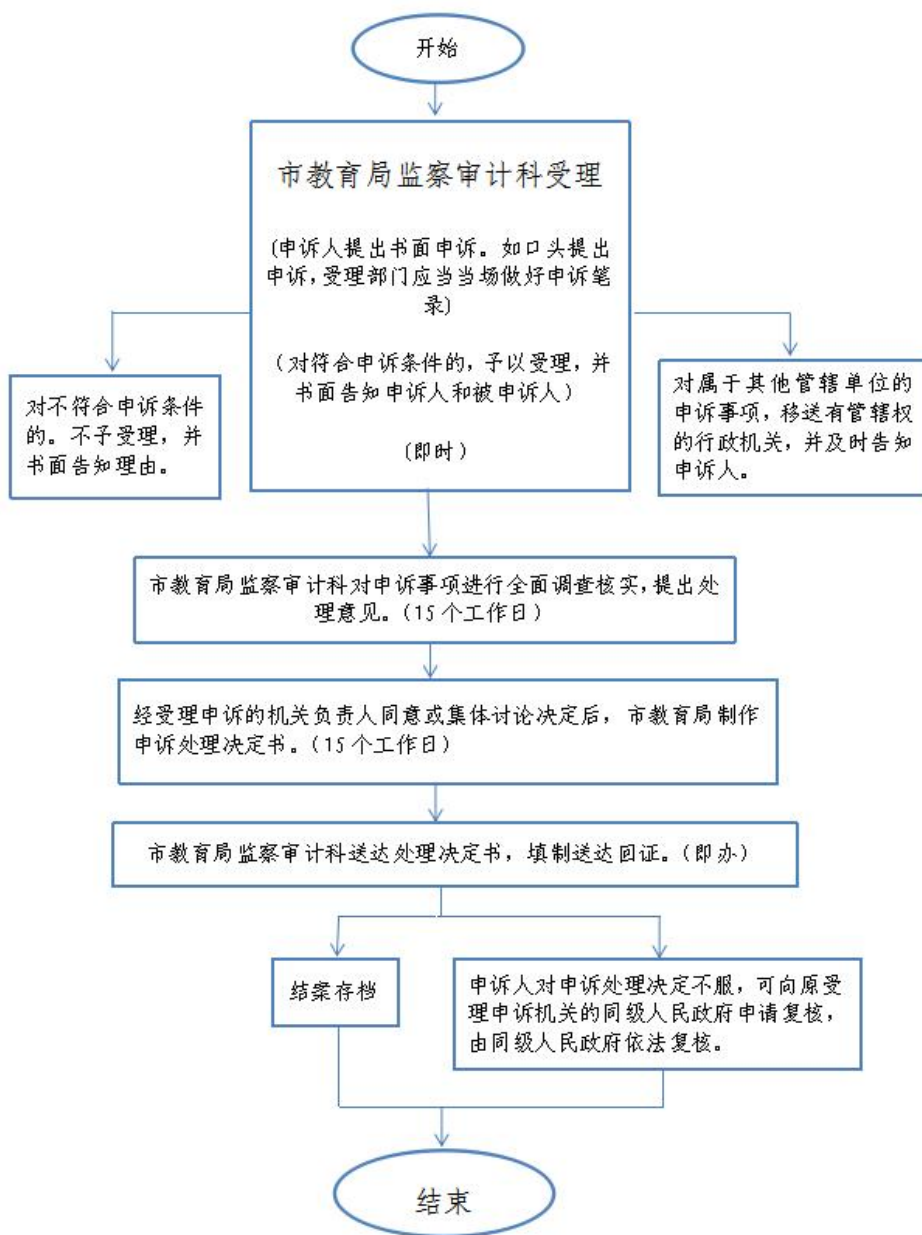 开始
市教育局监察审计科受理
(申诉人提出书面申诉。如口头提出
申诉,受理部门应当当场做好申诉笔
录)
(对符合申诉条件的,予以受理,并
书面告知申诉人和被申诉人)
(即时)
对不符合申诉条件
的。不予受理,并
书面告知理由。
对属于其他管辖单位的
申诉事项,移送有管辖权
的行政机关,并及时告知
申诉人。
市教育局监察审计科对申诉事项进行全面调查核实,提出处
理意见。(15个工作日)
经受理申诉的机关负责人同意或集体讨论决定后,市教育局制作
申诉处理决定书。(15个工作日)
市教育局监察审计科送达处理决定书,填制送达回证。(即办)
结案存档
申诉人对申诉处理决定不服,可向原受
理申诉机关的同级人民政府申请复核,
由同级人民政府依法复核。
结束